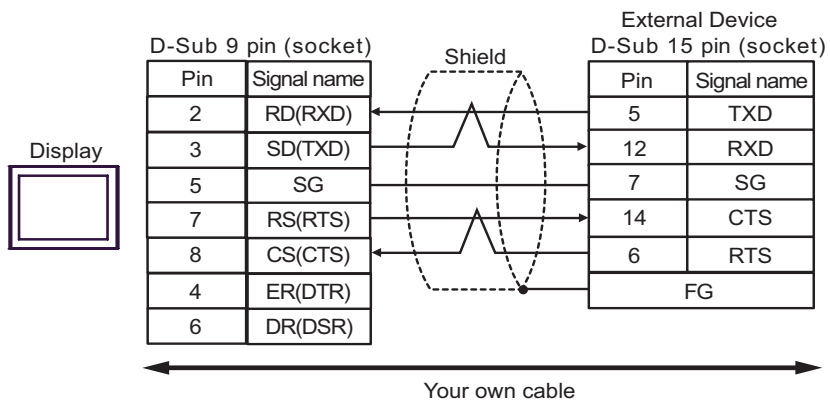 External Device
D-Sub 9 pin (socket)
Shield
D-Sub 15 pin (socket)
Pin Signal name
Pin Signal name
2 RD(RXD)
5 TXD
Display
3 SD(TXD)
12 RXD
5 SG
7 SG
7 RS(RTS)
14 CTS
8 CS(CTS)
6 RTS
4 ER(DTR)
FG
6 DR(DSR)
Your own cable